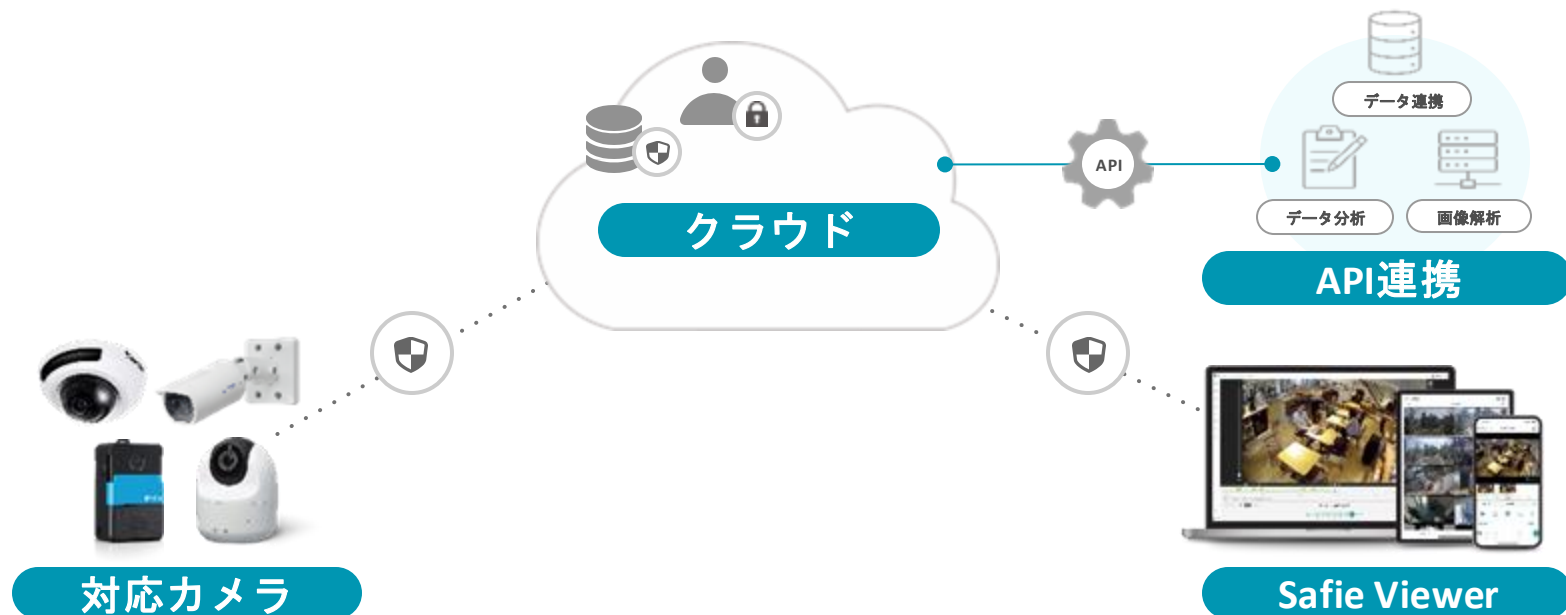 データ連携
API
データ分析
画像解析
クラウド
API連携
対応カメラ
Safie Viewer